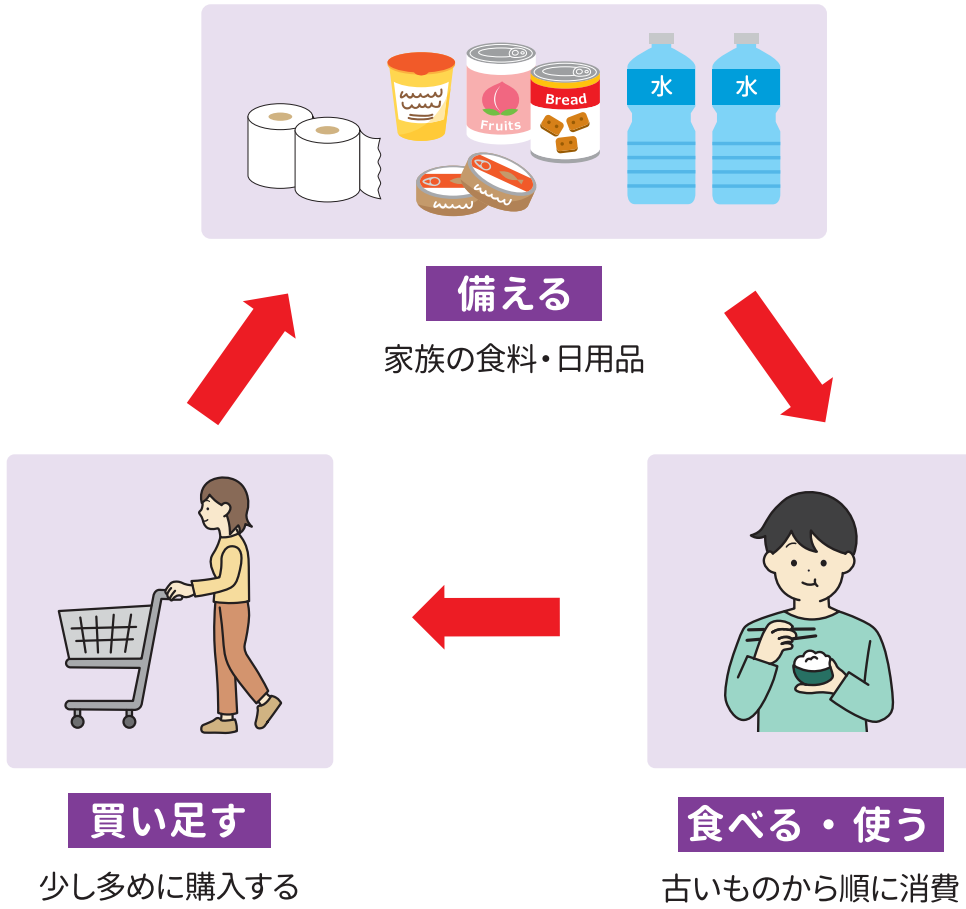 Fruits
Bread
水
水
備える
家族の食料・日用品
買い足す
少し多めに購入する
食べる・使う
古いものから順に消費